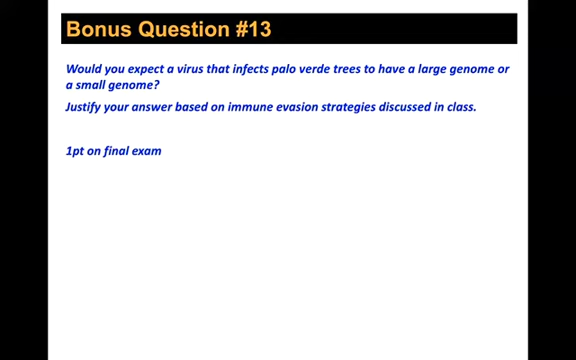 Bonus Question #13
Would you expect a virus that infects palo verde trees to have a large genome or
a small genome?
Justify your answer based on immune evasion strategies discussed in class.
1pt on final exam